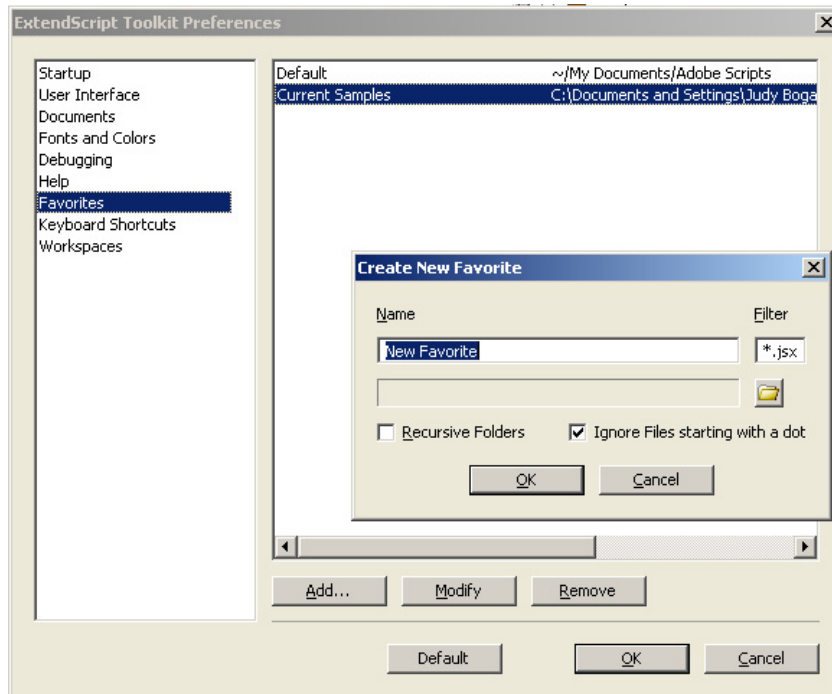 ExtendScript Toolkit Preferences
Startup
User Interface
Documents
Fonts and Colors
Debugging
Help
Favorites
Keyboard Shortcuts
Workspaces
Default ~/My Documents/Adobe Scripts
Current Samples C:\Documents and Settings\Judy Boga
Create New Favorite
Name Filter
New Favorite *.jsx
Recursive Folders Ignore Files starting with a dot
OK Cancel
Add... Modify Remove
Default OK Cancel